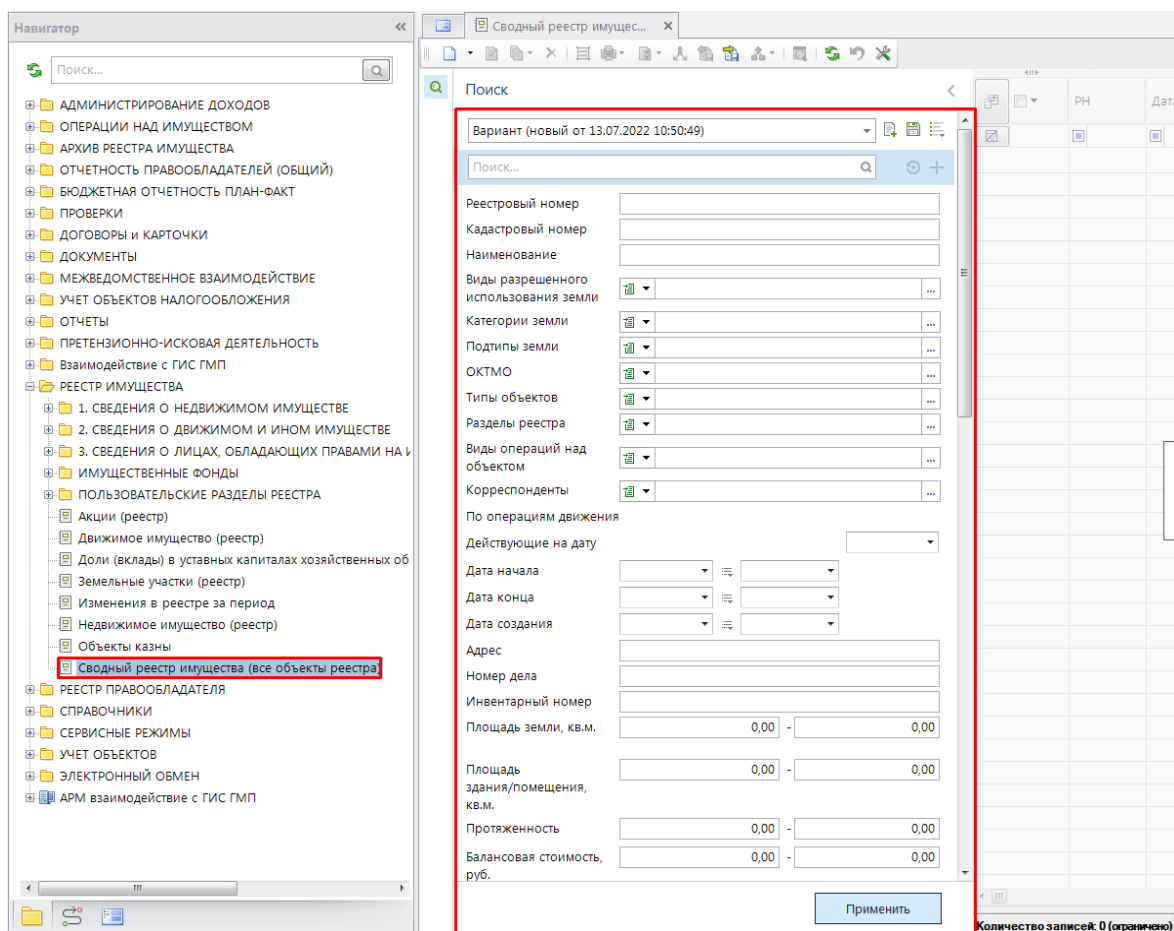 Навигатор
Поиск...
АДМИНИСТРИРОВАНИЕ ДОХОДОВ
ОПЕРАЦИИ НАД ИМУЩЕСТВОМ
АРХИВ РЕЕСТРА ИМУЩЕСТВА
ОТЧЕТНОСТЬ ПРАВООБЛАДАТЕЛЕЙ (ОБЩИЙ)
БЮДЖЕТНАЯ ОТЧЕТНОСТЬ ПЛАН-ФАКТ
ПРОВЕРКИ
ДОГОВОРЫ и КАРТОЧКИ
ДОКУМЕНТЫ
МЕЖВЕДОМСТВЕННОЕ ВЗАИМОДЕЙСТВИЕ
УЧЕТ ОБЪЕКТОВ НАЛОГООБЛОЖЕНИЯ
ОТЧЕТЫ
ПРЕТЕНЗИОННО-ИСКОВАЯ ДЕЯТЕЛЬНОСТЬ
Взаимодействие с ГИС ГМП
РЕЕСТР ИМУЩЕСТВА
1. СВЕДЕНИЯ О НЕДВИЖИМОМ ИМУЩЕСТВЕ
2. СВЕДЕНИЯ О ДВИЖИМОМ И ИНОМ ИМУЩЕСТВЕ
3. СВЕДЕНИЯ О ЛИЦАХ, ОБЛАДАЮЩИХ ПРАВАМИ НА И
ИМУЩЕСТВЕННЫЕ ФОНДЫ
ПОЛЬЗОВАТЕЛЬСКИЕ РАЗДЕЛЫ РЕЕСТРА
Акции (реестр)
Движимое имущество (реестр)
Доли (вклады) в уставных капиталах хозяйственных об
Земельные участки (реестр)
Изменения в реестре за период
Недвижимое имущество (реестр)
Объекты казны
Сводный реестр имущества (все объекты реестра)
РЕЕСТР ПРАВООБЛАДАТЕЛЯ
СПРАВОЧНИКИ
СЕРВИСНЫЕ РЕЖИМЫ
УЧЕТ ОБЪЕКТОВ
ЭЛЕКТРОННЫЙ ОБМЕН
АРМ взаимодействие с ГИС ГМП
Сводный реестр имущес...
Поиск
Вариант (новый от 13.07.2022 10:50:49)
Поиск...
Реестровый номер
Кадастровый номер
Наименование
Виды разрешенного
использования земли
Категории земли
Подтипы земли
ОКТМО
Типы объектов
Разделы реестра
Виды операций над
объектом
Корреспонденты
По операциям движения
Действующие на дату
Дата начала
Дата конца
Дата создания
Адрес
Номер дела
Инвентарный номер
Площадь земли, кв.м. 0,00 - 0,00
Площадь 0,00 - 0,00
здания/помещения,
кв.м.
Протяженность 0,00 - 0,00
Балансовая стоимость, 0,00 - 0,00
руб.
Применить
РН
Дата
Количество записей: 0 (ограничено)